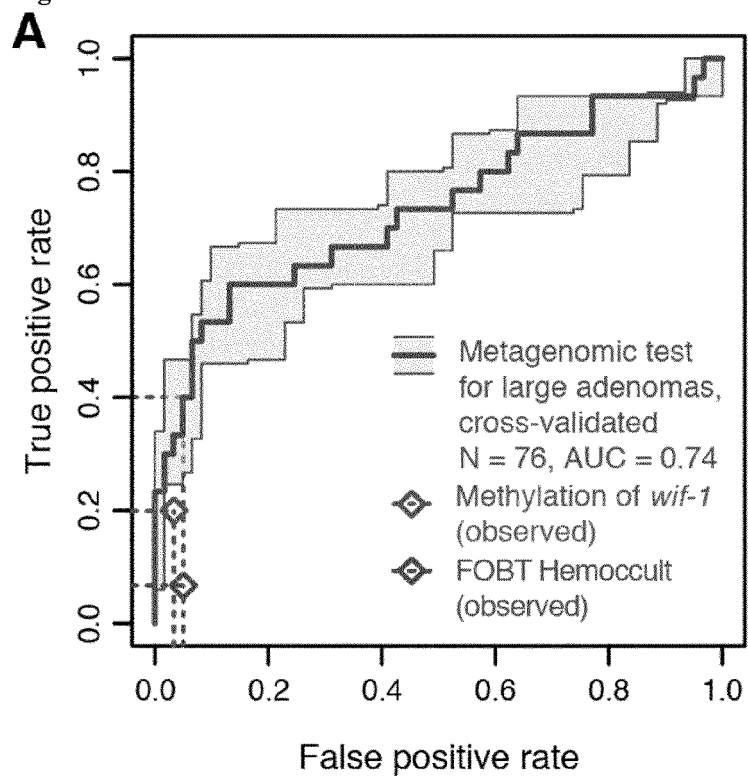 g
A
1.0
0.8
0.6
0.4
0.2
0.0
True positive rate
Metagenomic test
for large adenomas,
cross-validated
N = 76, AUC = 0.74
Methylation of wif-1
(observed)
FOBT Hemoccult
(observed)
0.0 0.2 0.4 0.6 0.8 1.0
False positive rate